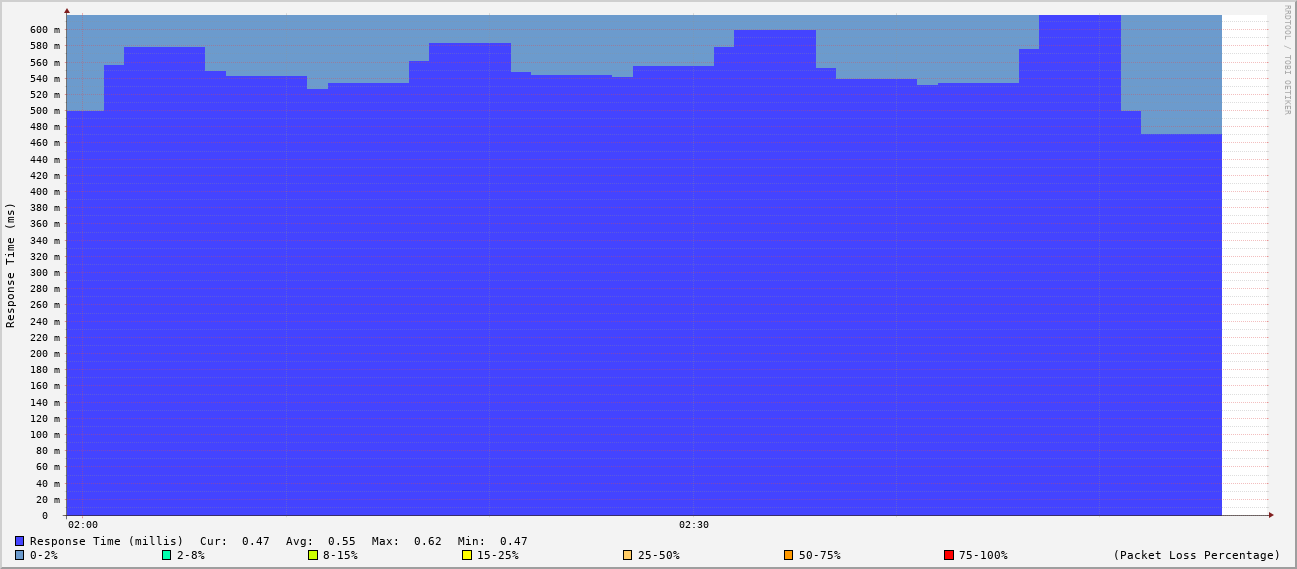 RRDTOOL / TOBI OETIKER
Response Time (ms)
600 m
580 m
560 m
540 m
520 m
500 m
480 m
460 m
440 m
420 m
400 m
380 m
360 m
340 m
320 m
300 m
280 m
260 m
240 m
220 m
200 m
180 m
160 m
140 m
120 m
100 m
80 m
60 m
40 m
20 m
0
02:00 02:30
Response Time (millis) Cur: 0.47 Avg: 0.55 Max: 0.62 Min: 0.47
0-2% 2-8% 8-15% 15-25% 25-50% 50-75% 75-100% (Packet Loss Percentage)